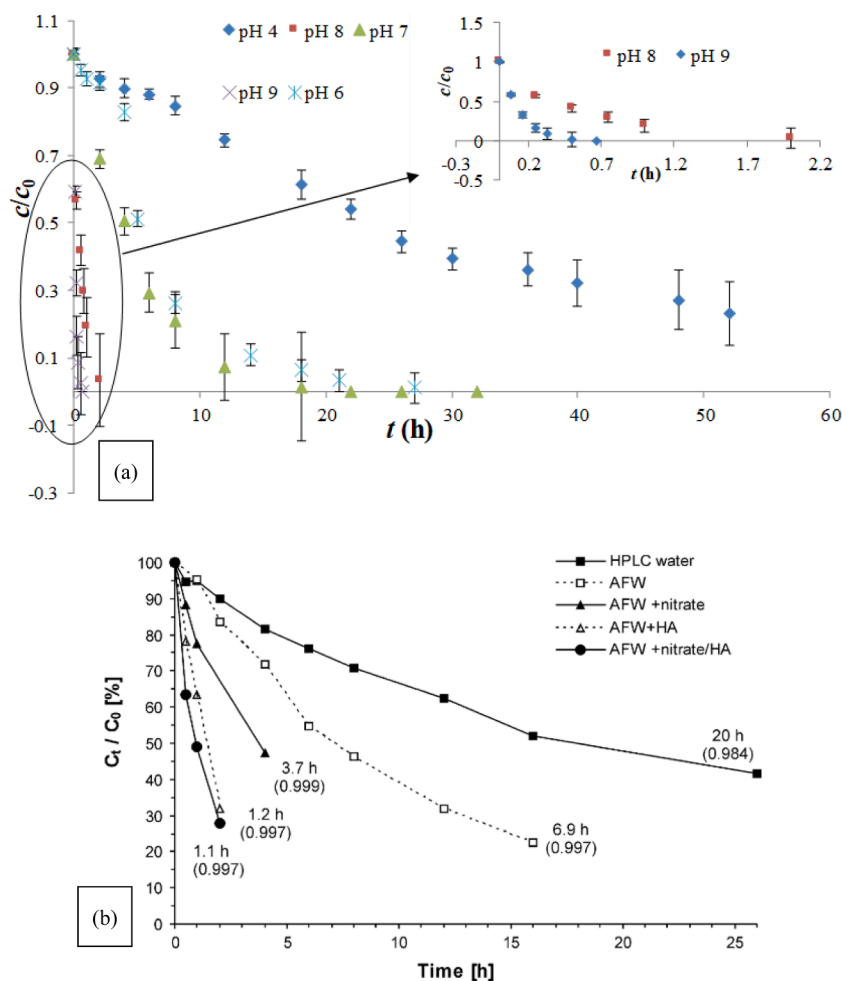 1.1
0.9
0.7
0.5
0.3
0.1
-0.1
-0.3
c/c0
0 10 20 30 40 50 60
t (h)
pH 4 pH 8 pH 7
pH 9 pH 6
pH 8 pH 9
1.5
1
0.5
0
-0.5
c/c0
-0.3 0.2 0.7 1.2 1.7 2.2
t (h)
(a)
100
90
80
70
60
50
40
30
20
10
0
Ct / C0 [%]
HPLC water
AFW
AFW +nitrate
AFW+HA
AFW +nitrate/HA
20 h
(0.984)
3.7 h
(0.999)
1.2 h
(0.997)
6.9 h
(0.997)
1.1 h
(0.997)
(b)
0 5 10 15 20 25
Time [h]